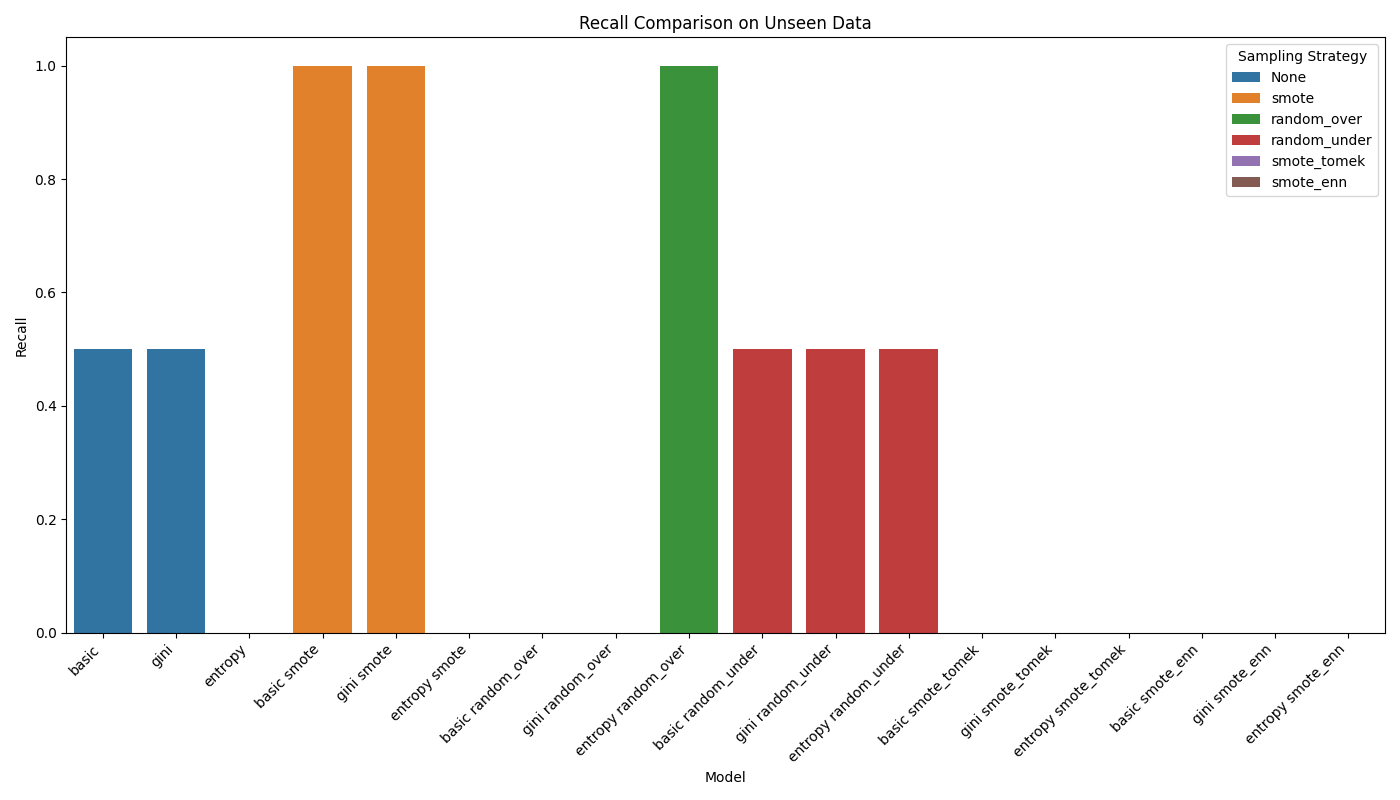 Recall Comparison on Unseen Data
Sampling Strategy
None
smote
random_over
random_under
smote_tomek
smote_enn
Recall
1.0
0.8
0.6
0.4
0.2
0.0
basic
gini
entropy
basic smote
gini smote
entropy smote
basic random_over
gini random_over
entropy random_over
basic random_under
gini random_under
entropy random_under
basic smote_tomek
gini smote_tomek
entropy smote_tomek
basic smote_enn
gini smote_enn
entropy smote_enn
Model